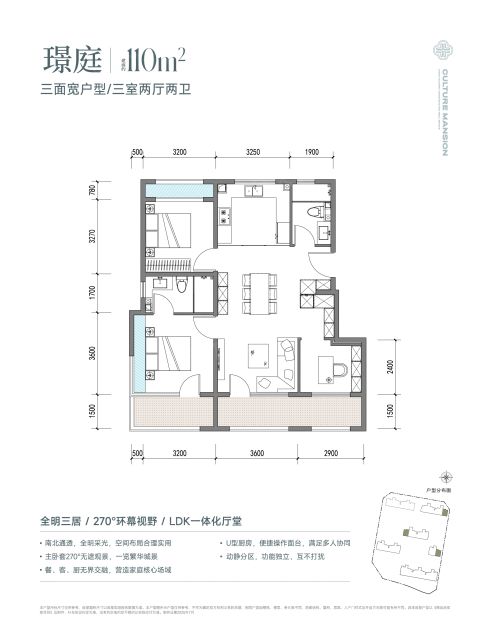 璟庭 建筑面积约 110m²
三面宽户型/三室两厅两卫
CULTURE MANSION
500 3200 3250 1900
780
3270
1700
3600
1500
2400
1500
500 3200 3600 2900
户型分布图
全明三居 / 270°环幕视野 / LDK一体化厅堂
• 南北通透，全明采光，空间布局合理实用
• 主卧套270°无遮观景，一览繁华城景
• 餐、客、厨无界交融，营造家庭核心场域
• U型厨房，便捷操作面台，满足多人协同
• 动静分区，功能独立，互不打扰